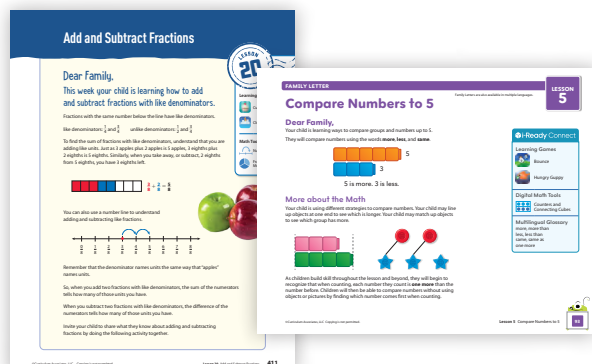 Add and Subtract Fractions
LESSON
20
Dear Family,
This week your child is learning how to add
and subtract fractions with like denominators.
Fractions with the same number below the line have like denominators.
like denominators:
unlike denominators:
To find the sum of fractions with like denominators, understand that you are
adding like units. Just as 3 apples plus 2 apples is 5 apples, 3 eighths plus
2 eighths is 5 eighths. Similarly, when you take away, or subtract, 2 eighths
from 5 eighths, you have 3 eighths left.
You can also use a number line to understand
adding and subtracting like fractions.
Remember that the denominator names units the same way that "apples"
names units.
So, when you add two fractions with like denominators, the sum of the numerators
tells how many of those units you have.
When you subtract two fractions with like denominators, the difference of the
numerators tells how many of those units you have.
Invite your child to share what they know about adding and subtracting
fractions by doing the following activity together.
411
FAMILY LETTER
Family Letters are also available in multiple languages.
LESSON
5
Compare Numbers to 5
Dear Family,
Your child is learning ways to compare groups and numbers up to 5.
They will compare numbers using the words more, less, and same
5
3
5 is more. 3 is less.
More about the Math
Your child is using different strategies to compare numbers. Your child may line
up objects at one end to see which is longer. Your child may match up objects
to see which group has more.
As children build skill throughout the lesson and beyond, they will begin to
recognize that when counting, each number they count is one more than the
number before. Children will then be able to compare numbers without using
objects or pictures by finding which number comes first when counting.
i-Ready Connect
Learning Games
Bounce
Hungry Guppy
Digital Math Tools
Counters and
Connecting Cubes
Multilingual Glossary
more, more than
less, less than
same, same as
one more
Lesson 5 Compare Numbers to 5
93